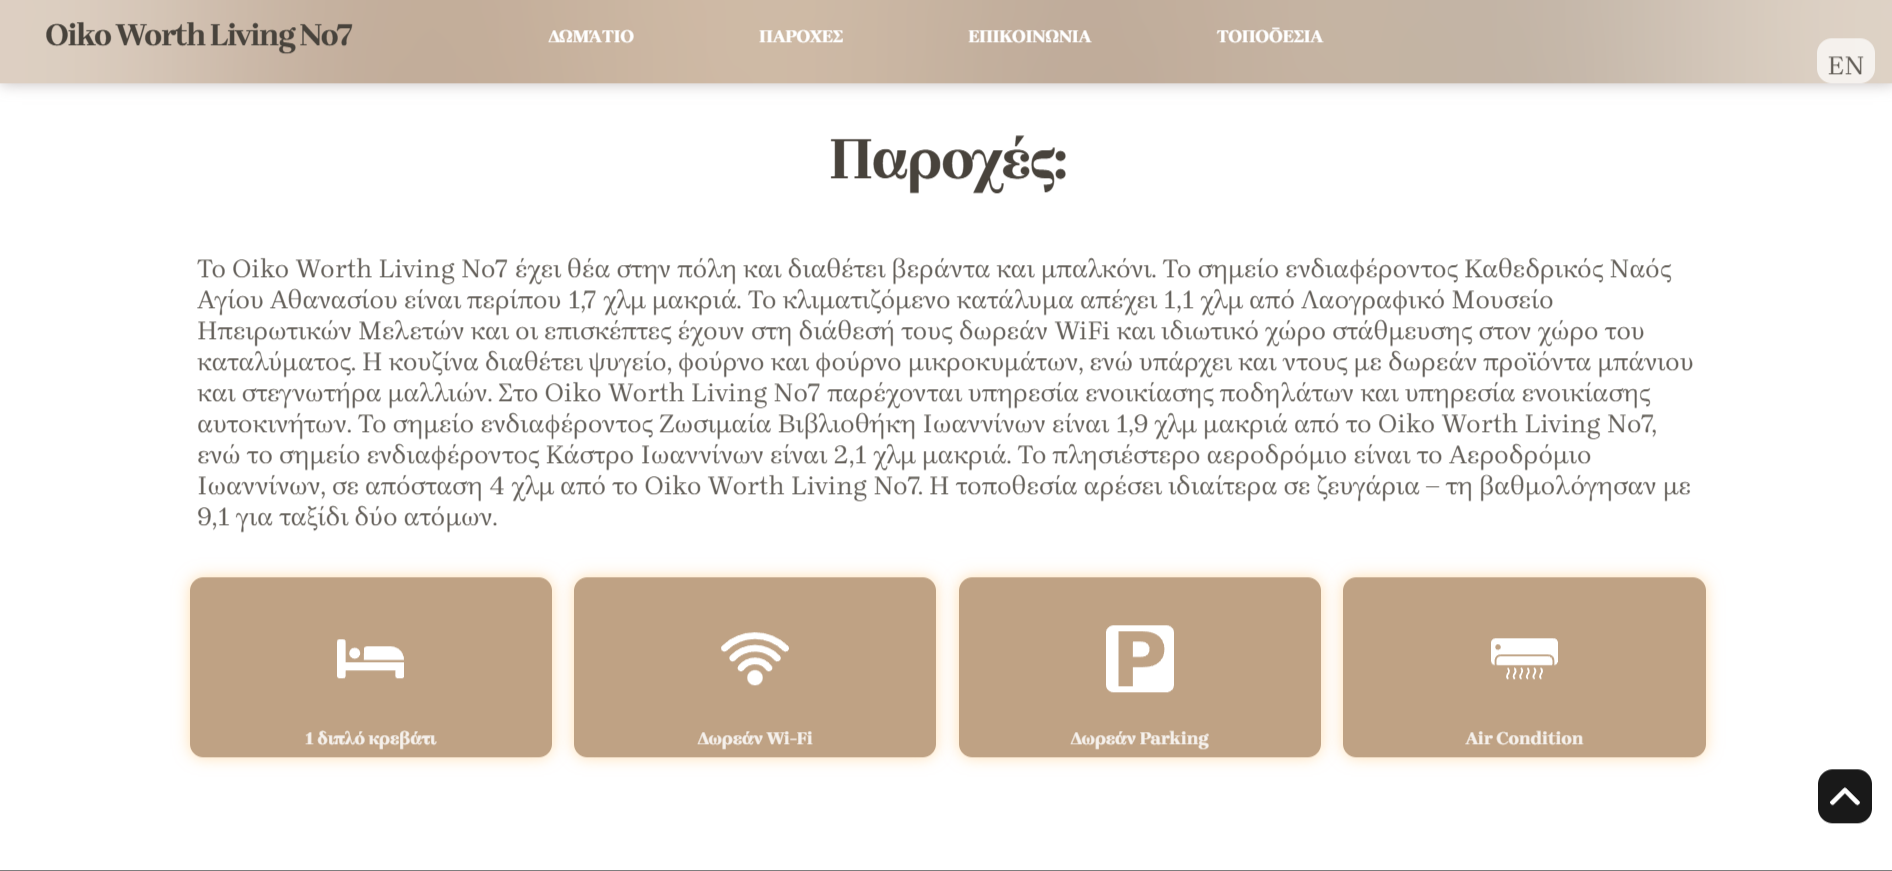 Oiko Worth Living No7
ΔΩΜΆΤΙΟ
ΠΑΡΟΧΕΣ
ΕΠΙΚΟΙΝΩΝΙΑ
ΤΟΠΟΘΕΣΙΑ
EN
Παροχές:
Το Oiko Worth Living No7 έχει θέα στην πόλη και διαθέτει βεράντα και μπαλκόνι. Το σημείο ενδιαφέροντος Καθεδρικός Ναός
Αγίου Αθανασίου είναι περίπου 1,7 χλμ μακριά. Το κλιματιζόμενο κατάλυμα απέχει 1,1 χλμ από Λαογραφικό Μουσείο
Ηπειρωτικών Μελετών και οι επισκέπτες έχουν στη διάθεσή τους δωρεάν WiFi και ιδιωτικό χώρο στάθμευσης στον χώρο του
καταλύματος. Η κουζίνα διαθέτει ψυγείο, φούρνο και φούρνο μικροκυμάτων, ενώ υπάρχει και ντους με δωρεάν προϊόντα μπάνιου
και στεγνωτήρα μαλλιών. Στο Oiko Worth Living No7 παρέχονται υπηρεσία ενοικίασης ποδηλάτων και υπηρεσία ενοικίασης
αυτοκινήτων. Το σημείο ενδιαφέροντος Ζωσιμαία Βιβλιοθήκη Ιωαννίνων είναι 1,9 χλμ μακριά από το Oiko Worth Living No7,
ενώ το σημείο ενδιαφέροντος Κάστρο Ιωαννίνων είναι 2,1 χλμ μακριά. Το πλησιέστερο αεροδρόμιο είναι το Αεροδρόμιο
Ιωαννίνων, σε απόσταση 4 χλμ από το Oiko Worth Living No7. Η τοποθεσία αρέσει ιδιαίτερα σε ζευγάρια – τη βαθμολόγησαν με
9,1 για ταξίδι δύο ατόμων.
P
1 διπλό κρεβάτι
Δωρεάν Wi-Fi
Δωρεάν Parking
Air Condition